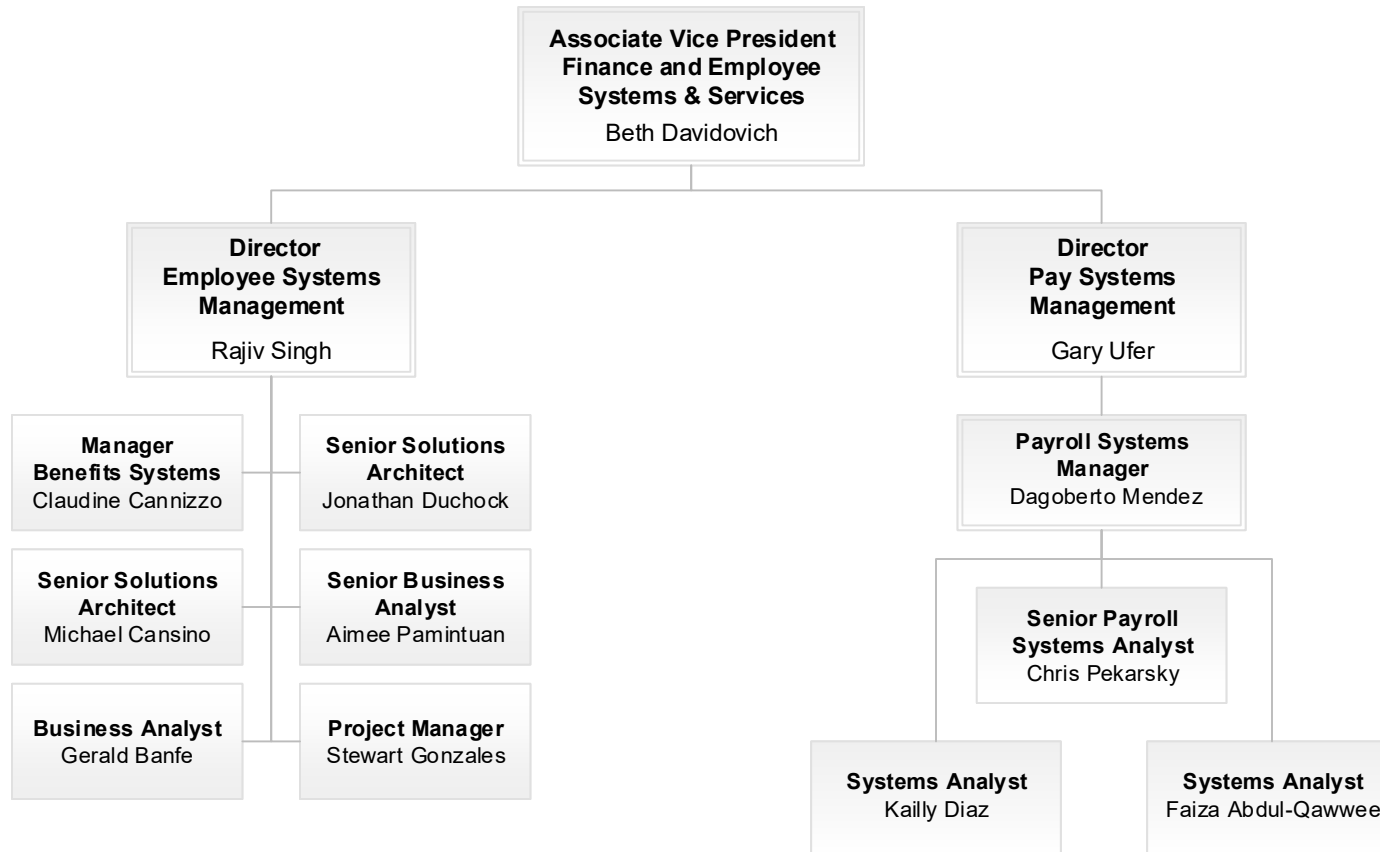 Associate Vice President
Finance and Employee
Systems & Services
Beth Davidovich
Director
Employee Systems
Management
Rajiv Singh
Director
Pay Systems
Management
Gary Ufer
Manager
Benefits Systems
Claudine Cannizzo
Senior Solutions
Architect
Jonathan Duchock
Payroll Systems
Manager
Dagoberto Mendez
Senior Solutions
Architect
Michael Cansino
Senior Business
Analyst
Aimee Pamintuan
Senior Payroll
Systems Analyst
Chris Pekarsky
Business Analyst
Gerald Banfe
Project Manager
Stewart Gonzales
Systems Analyst
Kailly Diaz
Systems Analyst
Faiza